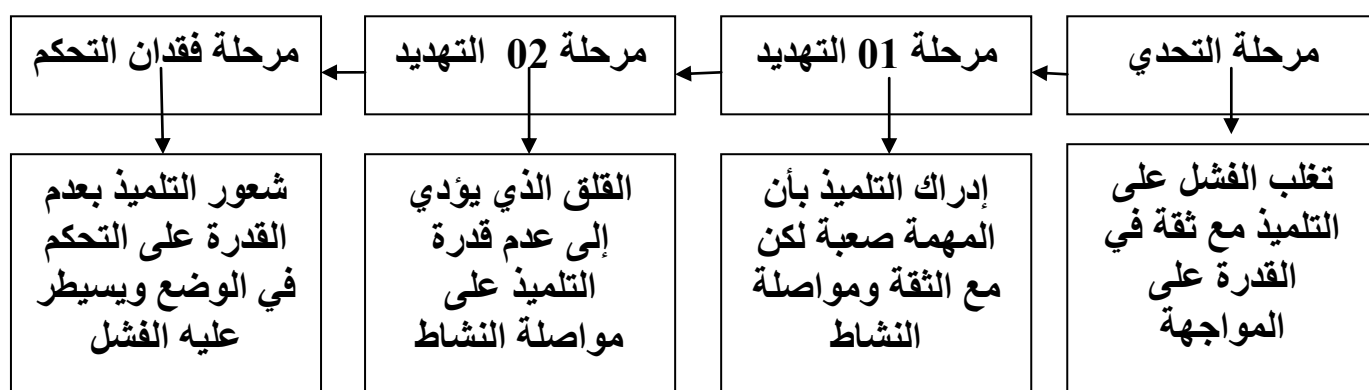 مرحلة التحدي
مرحلة 01 التهديد
مرحلة 02 التهديد
مرحلة فقدان التحكم
تغلب الفشل على
التلميذ مع ثقة في
القدرة على
المواجهة
إدراك التلميذ بأن
المهمة صعبة لكن
مع الثقة ومواصلة
النشاط
القلق الذي يؤدي
إلى عدم قدرة
التلميذ على
مواصلة النشاط
شعور التلميذ بعدم
القدرة على التحكم
في الوضع ويسيطر
عليه الفشل